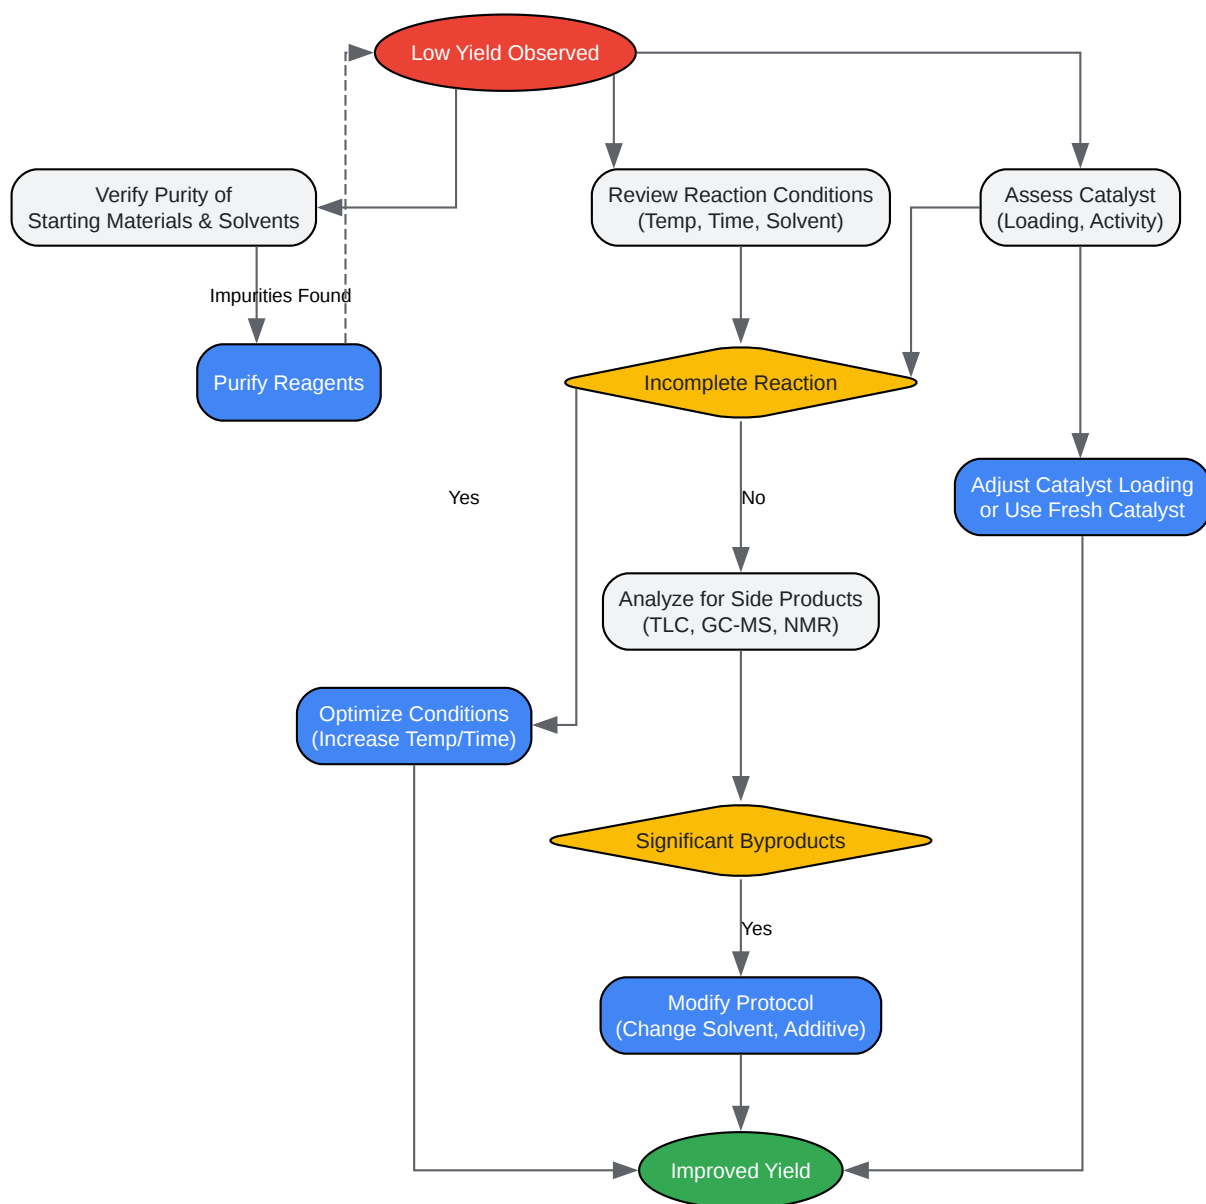 Low Yield Observed
Verify Purity of
Starting Materials & Solvents
Review Reaction Conditions
(Temp, Time, Solvent)
Assess Catalyst
(Loading, Activity)
Impurities Found
Purify Reagents
Incomplete Reaction
Yes
No
Adjust Catalyst Loading
or Use Fresh Catalyst
Analyze for Side Products
(TLC, GC-MS, NMR)
Optimize Conditions
(Increase Temp/Time)
Significant Byproducts
Yes
Modify Protocol
(Change Solvent, Additive)
Improved Yield